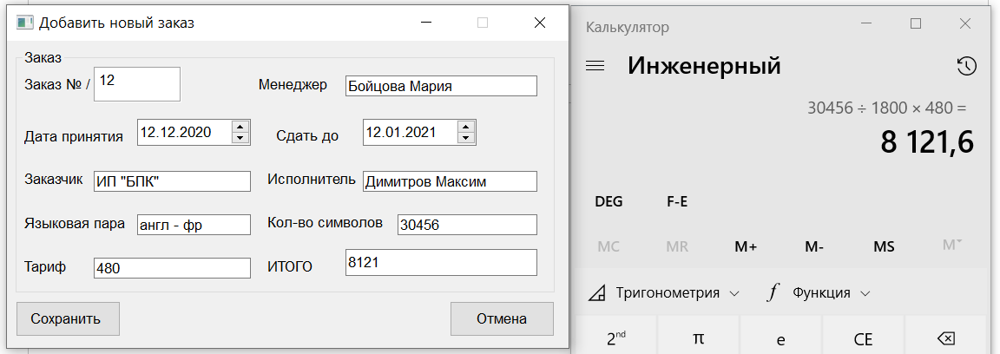 Добавить новый заказ
Заказ
Заказ № / 12
Менеджер Бойцова Мария
Дата принятия 12.12.2020
Сдать до 12.01.2021
Заказчик ИП "БПК"
Исполнитель Димитров Максим
Языковая пара англ - фр
Кол-во символов 30456
Тариф 480
ИТОГО 8121
Сохранить
Отмена
Калькулятор
Инженерный
30456 ÷ 1800 × 480 =
8 121,6
DEG F-E
MC MR M+ M- MS M˅
Тригонометрия f Функция
2nd π e CE